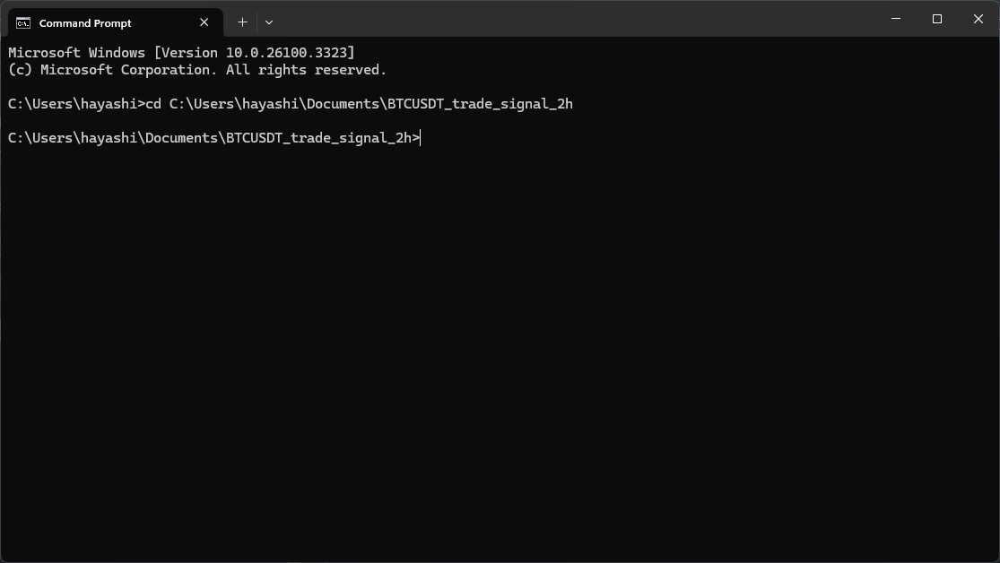 Command Prompt
Microsoft Windows [Version 10.0.26100.3323]
(c) Microsoft Corporation. All rights reserved.
C:\Users\hayashi>cd C:\Users\hayashi\Documents\BTCUSDT_trade_signal_2h
C:\Users\hayashi\Documents\BTCUSDT_trade_signal_2h>